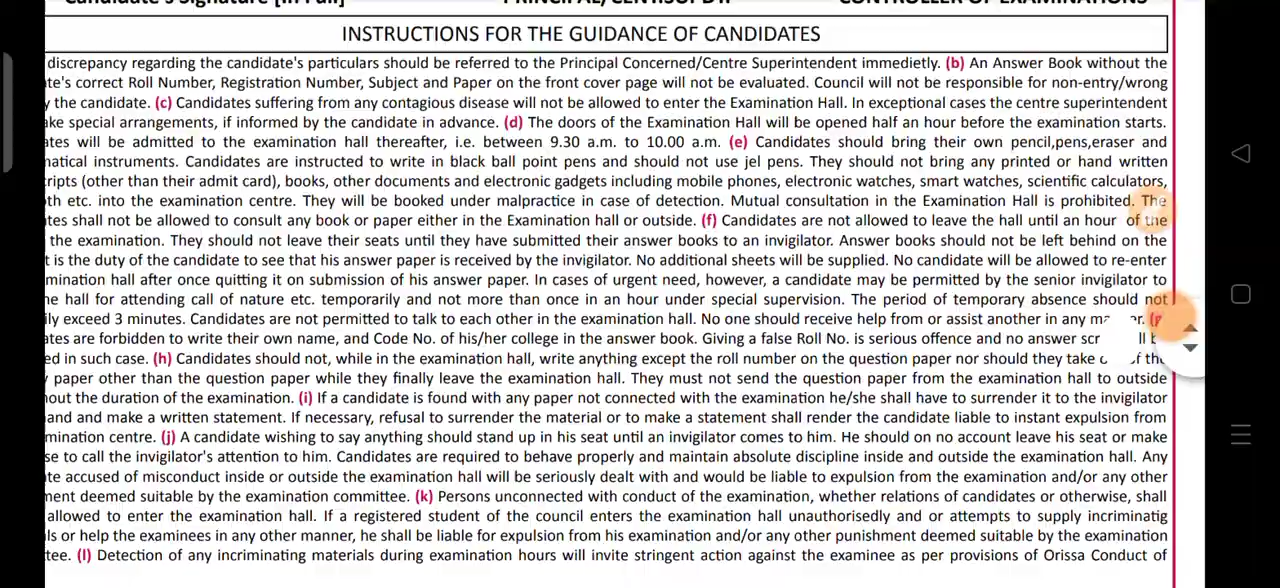 Candidate's Signature [In Full] PRINCIPAL/CENT.SUPDT. CONTROLLER OF EXAMINATIONS
INSTRUCTIONS FOR THE GUIDANCE OF CANDIDATES
discrepancy regarding the candidate's particulars should be referred to the Principal Concerned/Centre Superintendent immedietly. (b) An Answer Book without the
te's correct Roll Number, Registration Number, Subject and Paper on the front cover page will not be evaluated. Council will not be responsible for non-entry/wrong
the candidate. (c) Candidates suffering from any contagious disease will not be allowed to enter the Examination Hall. In exceptional cases the centre superintendent
ake special arrangements, if informed by the candidate in advance. (d) The doors of the Examination Hall will be opened half an hour before the examination starts.
ates will be admitted to the examination hall thereafter, i.e. between 9.30 a.m. to 10.00 a.m. (e) Candidates should bring their own pencil,pens,eraser and
natical instruments. Candidates are instructed to write in black ball point pens and should not use jel pens. They should not bring any printed or hand written
ripts (other than their admit card), books, other documents and electronic gadgets including mobile phones, electronic watches, smart watches, scientific calculators,
th etc. into the examination centre. They will be booked under malpractice in case of detection. Mutual consultation in the Examination Hall is prohibited. The
tes shall not be allowed to consult any book or paper either in the Examination hall or outside. (f) Candidates are not allowed to leave the hall until an hour of the
the examination. They should not leave their seats until they have submitted their answer books to an invigilator. Answer books should not be left behind on the
t is the duty of the candidate to see that his answer paper is received by the invigilator. No additional sheets will be supplied. No candidate will be allowed to re-enter
mination hall after once quitting it on submission of his answer paper. In cases of urgent need, however, a candidate may be permitted by the senior invigilator to
e hall for attending call of nature etc. temporarily and not more than once in an hour under special supervision. The period of temporary absence should not
ily exceed 3 minutes. Candidates are not permitted to talk to each other in the examination hall. No one should receive help from or assist another in any
ates are forbidden to write their own name, and Code No. of his/her college in the answer book. Giving a false Roll No. is serious offence and no answer scr
ed in such case. (h) Candidates should not, while in the examination hall, write anything except the roll number on the question paper nor should they take
paper other than the question paper while they finally leave the examination hall. They must not send the question paper from the examination hall to outside
out the duration of the examination. (i) If a candidate is found with any paper not connected with the examination he/she shall have to surrender it to the invigilator
and and make a written statement. If necessary, refusal to surrender the material or to make a statement shall render the candidate liable to instant expulsion from
mination centre. (j) A candidate wishing to say anything should stand up in his seat until an invigilator comes to him. He should on no account leave his seat or make
se to call the invigilator's attention to him. Candidates are required to behave properly and maintain absolute discipline inside and outside the examination hall. Any
te accused of misconduct inside or outside the examination hall will be seriously dealt with and would be liable to expulsion from the examination and/or any other
nent deemed suitable by the examination committee. (k) Persons unconnected with conduct of the examination, whether relations of candidates or otherwise, shall
allowed to enter the examination hall. If a registered student of the council enters the examination hall unauthorisedly and or attempts to supply incriminatig
ls or help the examinees in any other manner, he shall be liable for expulsion from his examination and/or any other punishment deemed suitable by the examination
tee. (l) Detection of any incriminating materials during examination hours will invite stringent action against the examinee as per provisions of Orissa Conduct of